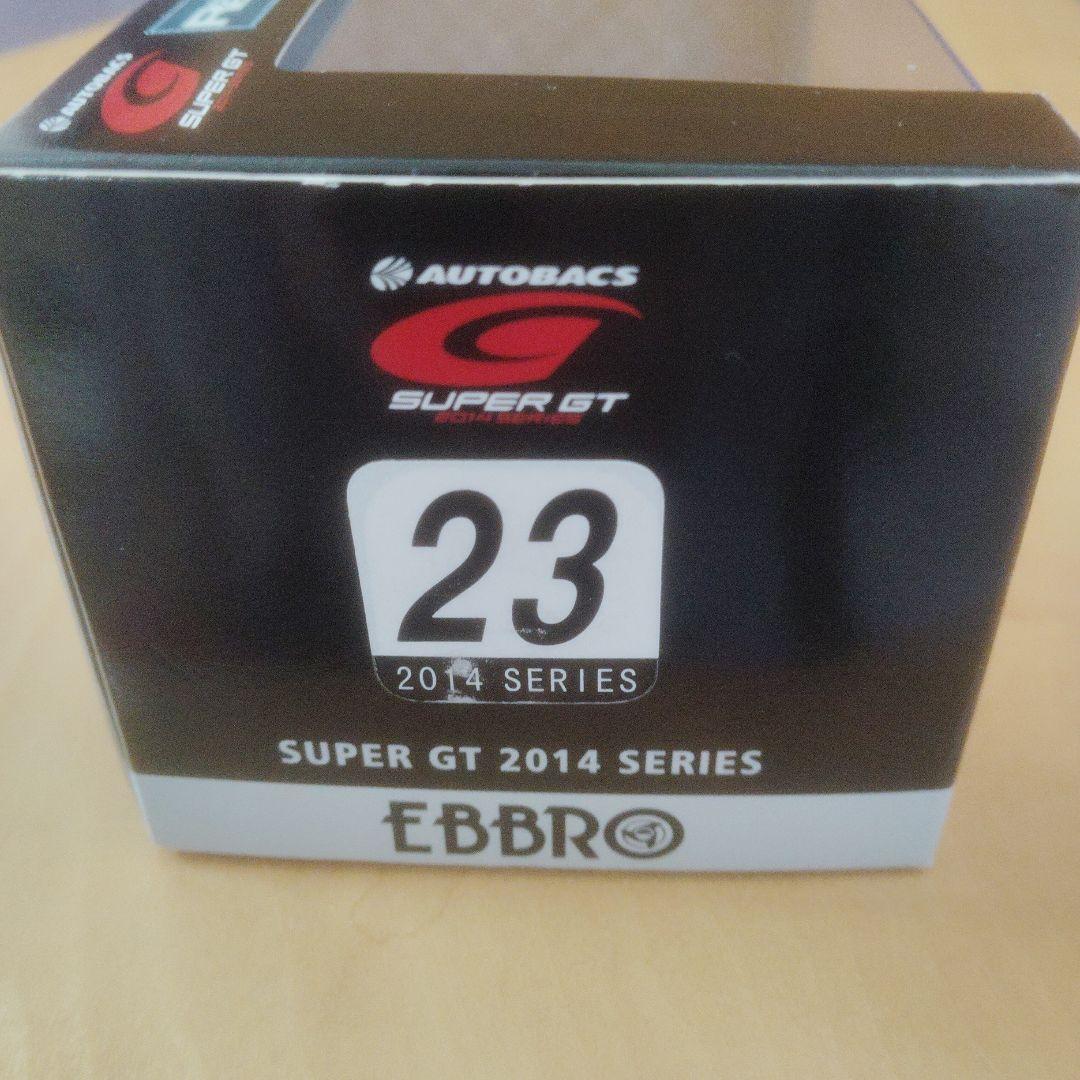 AUTOBACS
SUPER GT
AUTOBACS
SUPER GT
2014 SERIES
23
2014 SERIES
SUPER GT 2014 SERIES
EBBRO